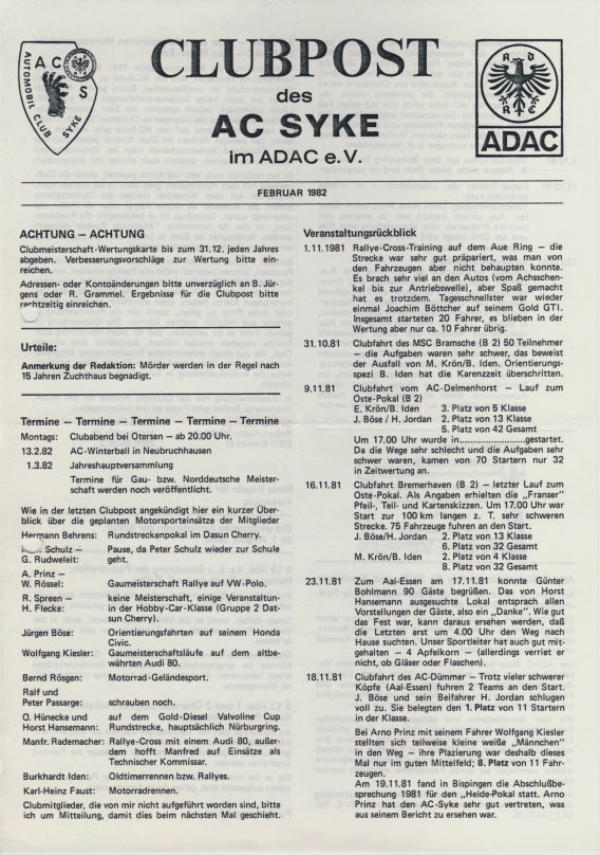 AUTOMOBIL CLUB SYKE
A C
S
CLUBPOST
des
AC SYKE
im ADAC e. V.
A D
R C
ADAC
FEBRUAR 1982
ACHTUNG – ACHTUNG
Clubmeisterschaft-Wertungskarte bis zum 31.12. jeden Jahres
abgeben. Verbesserungsvorschläge zur Wertung bitte ein-
reichen.
Adressen- oder Kontoänderungen bitte unverzüglich an B. Jür-
gens oder R. Grammel. Ergebnisse für die Clubpost bitte
rechtzeitig einreichen.
Urteile:
Anmerkung der Redaktion: Mörder werden in der Regel nach
15 Jahren Zuchthaus begnadigt.
Termine – Termine – Termine – Termine – Termine
Montags: Clubabend bei Otersen – ab 20.00 Uhr.
13.2.82 AC-Winterball in Neubruchhausen
1.3.82 Jahreshauptversammlung
Termine für Gau- bzw. Norddeutsche Meister-
schaft werden noch veröffentlicht.
Wie in der letzten Clubpost angekündigt hier ein kurzer Über-
blick über die geplanten Motorsporteinsätze der Mitglieder
Hermann Behrens: Rundstreckenpokal im Dasun Cherry.
Schulz – Pause, da Peter Schulz wieder zur Schule
G. Rudweleit: geht.
A. Prinz –
W. Rössel: Gaumeisterschaft Rallye auf VW-Polo.
R. Spreen – keine Meisterschaft, einige Veranstaltun-
H. Flecke: in der Hobby-Car-Klasse (Gruppe 2 Dat-
sun Cherry).
Jürgen Böse: Orientierungsfahrten auf seinem Honda
Civic.
Wolfgang Kiesler: Gaumeisterschaftsläufe auf dem altbe-
währten Audi 80.
Bernd Rösgen: Motorrad-Geländesport.
Ralf und
Peter Passarge: schrauben noch.
O. Hünecke und auf dem Gold-Diesel Valvoline Cup
Horst Hansemann: Rundstrecke, hauptsächlich Nürburgring.
Manfr. Rademacher: Rallye-Cross mit einem Audi 80, außer-
dem hofft Manfred auf Einsätze als
Technischer Kommissar.
Burkhardt Iden: Oldtimerrennen bzw. Rallyes.
Karl-Heinz Faust: Motorradrennen.
Clubmitglieder, die von mir nicht aufgeführt worden sind, bitte
ich um Mitteilung, damit dies beim nächsten Mal geschieht.
Veranstaltungsrückblick
1.11.1981 Rallye-Cross-Training auf dem Aue Ring – die
Strecke war sehr gut präpariert, was man von
den Fahrzeugen aber nicht behaupten konnte.
Es brach sehr viel an den Autos (vom Achsschen-
kel bis zur Antriebswelle), aber Spaß gemacht
hat es trotzdem. Tagesschnellster war wieder
einmal Joachim Böttcher auf seinem Gold GTI.
Insgesamt starteten 20 Fahrer, es blieben in der
Wertung aber nur ca. 10 Fahrer übrig.
31.10.81 Clubfahrt des MSC Bramsche (B 2) 50 Teilnehmer
– die Aufgaben waren sehr schwer, das beweist
der Ausfall von M. Krön/B. Iden. Orientierungs-
spezi B. Iden hat die Karenzzeit überschritten.
9.11.81 Clubfahrt vom AC-Delmenhorst – Lauf zum
Oste-Pokal (B 2)
E. Krön/B. Iden 3. Platz von 5 Klasse
J. Böse / H. Jordan 2. Platz von 13 Klasse
5. Platz von 42 Gesamt
Um 17.00 Uhr wurde in........................gestartet.
Da die Wege sehr schlecht und die Aufgaben sehr
schwer waren, kamen von 70 Startern nur 32
in Zeitwertung an.
16.11.81 Clubfahrt Bremerhaven (B 2) – letzter Lauf zum
Oste-Pokal. Als Angaben erhielten die „Franser"
Pfeil-, Teil- und Kartenskizzen. Um 17.00 Uhr war
Start zur 100 km langen z. T. sehr schweren
Strecke. 75 Fahrzeuge fuhren an den Start.
J. Böse/H. Jordan 2. Platz von 13 Klasse
6. Platz von 32 Gesamt
M. Krön/B. Iden 2. Platz von 4 Klasse
8. Platz von 32 Gesamt
23.11.81 Zum Aal-Essen am 17.11.81 konnte Günter
Bohlmann 90 Gäste begrüßen. Das von Horst
Hansemann ausgesuchte Lokal entsprach allen
Vorstellungen der Gäste, also ein „Danke". Wie gut
das Fest war, kann daraus ersehen werden, daß
die Letzten erst um 4.00 Uhr den Weg nach
Hause suchten. Unser Sportleiter hat auch gut mit-
gehalten – 4 Apfelkorn – (allerdings verriet er
nicht, ob Gläser oder Flaschen).
18.11.81 Clubfahrt des AC-Dümmer – Trotz vieler schwerer
Köpfe (Aal-Essen) fuhren 2 Teams an den Start.
J. Böse und sein Beifahrer H. Jordan schlugen
voll zu. Sie belegten den 1. Platz von 11 Startern
in der Klasse.
Bei Arno Prinz mit seinem Fahrer Wolfgang Kiesler
stellten sich teilweise kleine weiße „Männchen"
in den Weg – ihre Plazierung war deshalb dieses
Mal nur im guten Mittelfeld; 8. Platz von 11 Fahr-
zeugen.
Am 19.11.81 fand in Bispingen die Abschlußbe-
sprechung 1981 für den „Heide-Pokal statt. Arno
Prinz hat den AC-Syke sehr gut vertreten, was
aus seinem Bericht zu ersehen war.